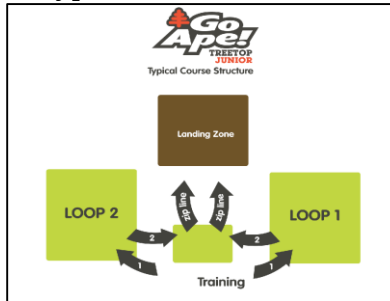 Go
Ape!
TREETOP
JUNIOR
Typical Course Structure
Landing Zone
zip line
zip line
LOOP 2
LOOP 1
2
2
1
1
Training